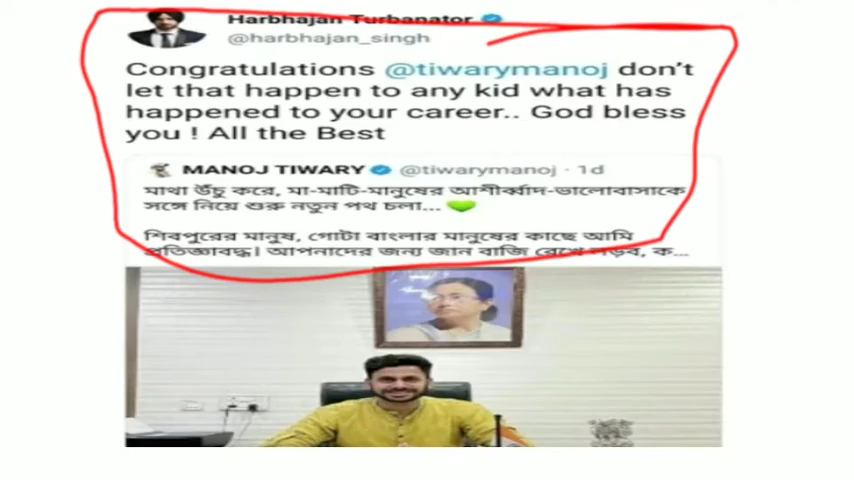 Harbhajan Turbanator
@harbhajan_singh
Congratulations @tiwarymanoj don't
let that happen to any kid what has
happened to your career.. God bless
you ! All the Best
MANOJ TIWARY @tiwarymanoj · 1d
মাথা উঁচু করে, মা-মাটি-মানুষের আশীর্ব্বাদ-ভালোবাসাকে
সঙ্গে নিয়ে শুরু নতুন পথ চলা...
শিবপুরের মানুষ, গোটা বাংলার মানুষের কাছে আমি
প্রতিজ্ঞাবদ্ধ। আপনাদের জন্য জান বাজি রেখে লড়ব, ক...